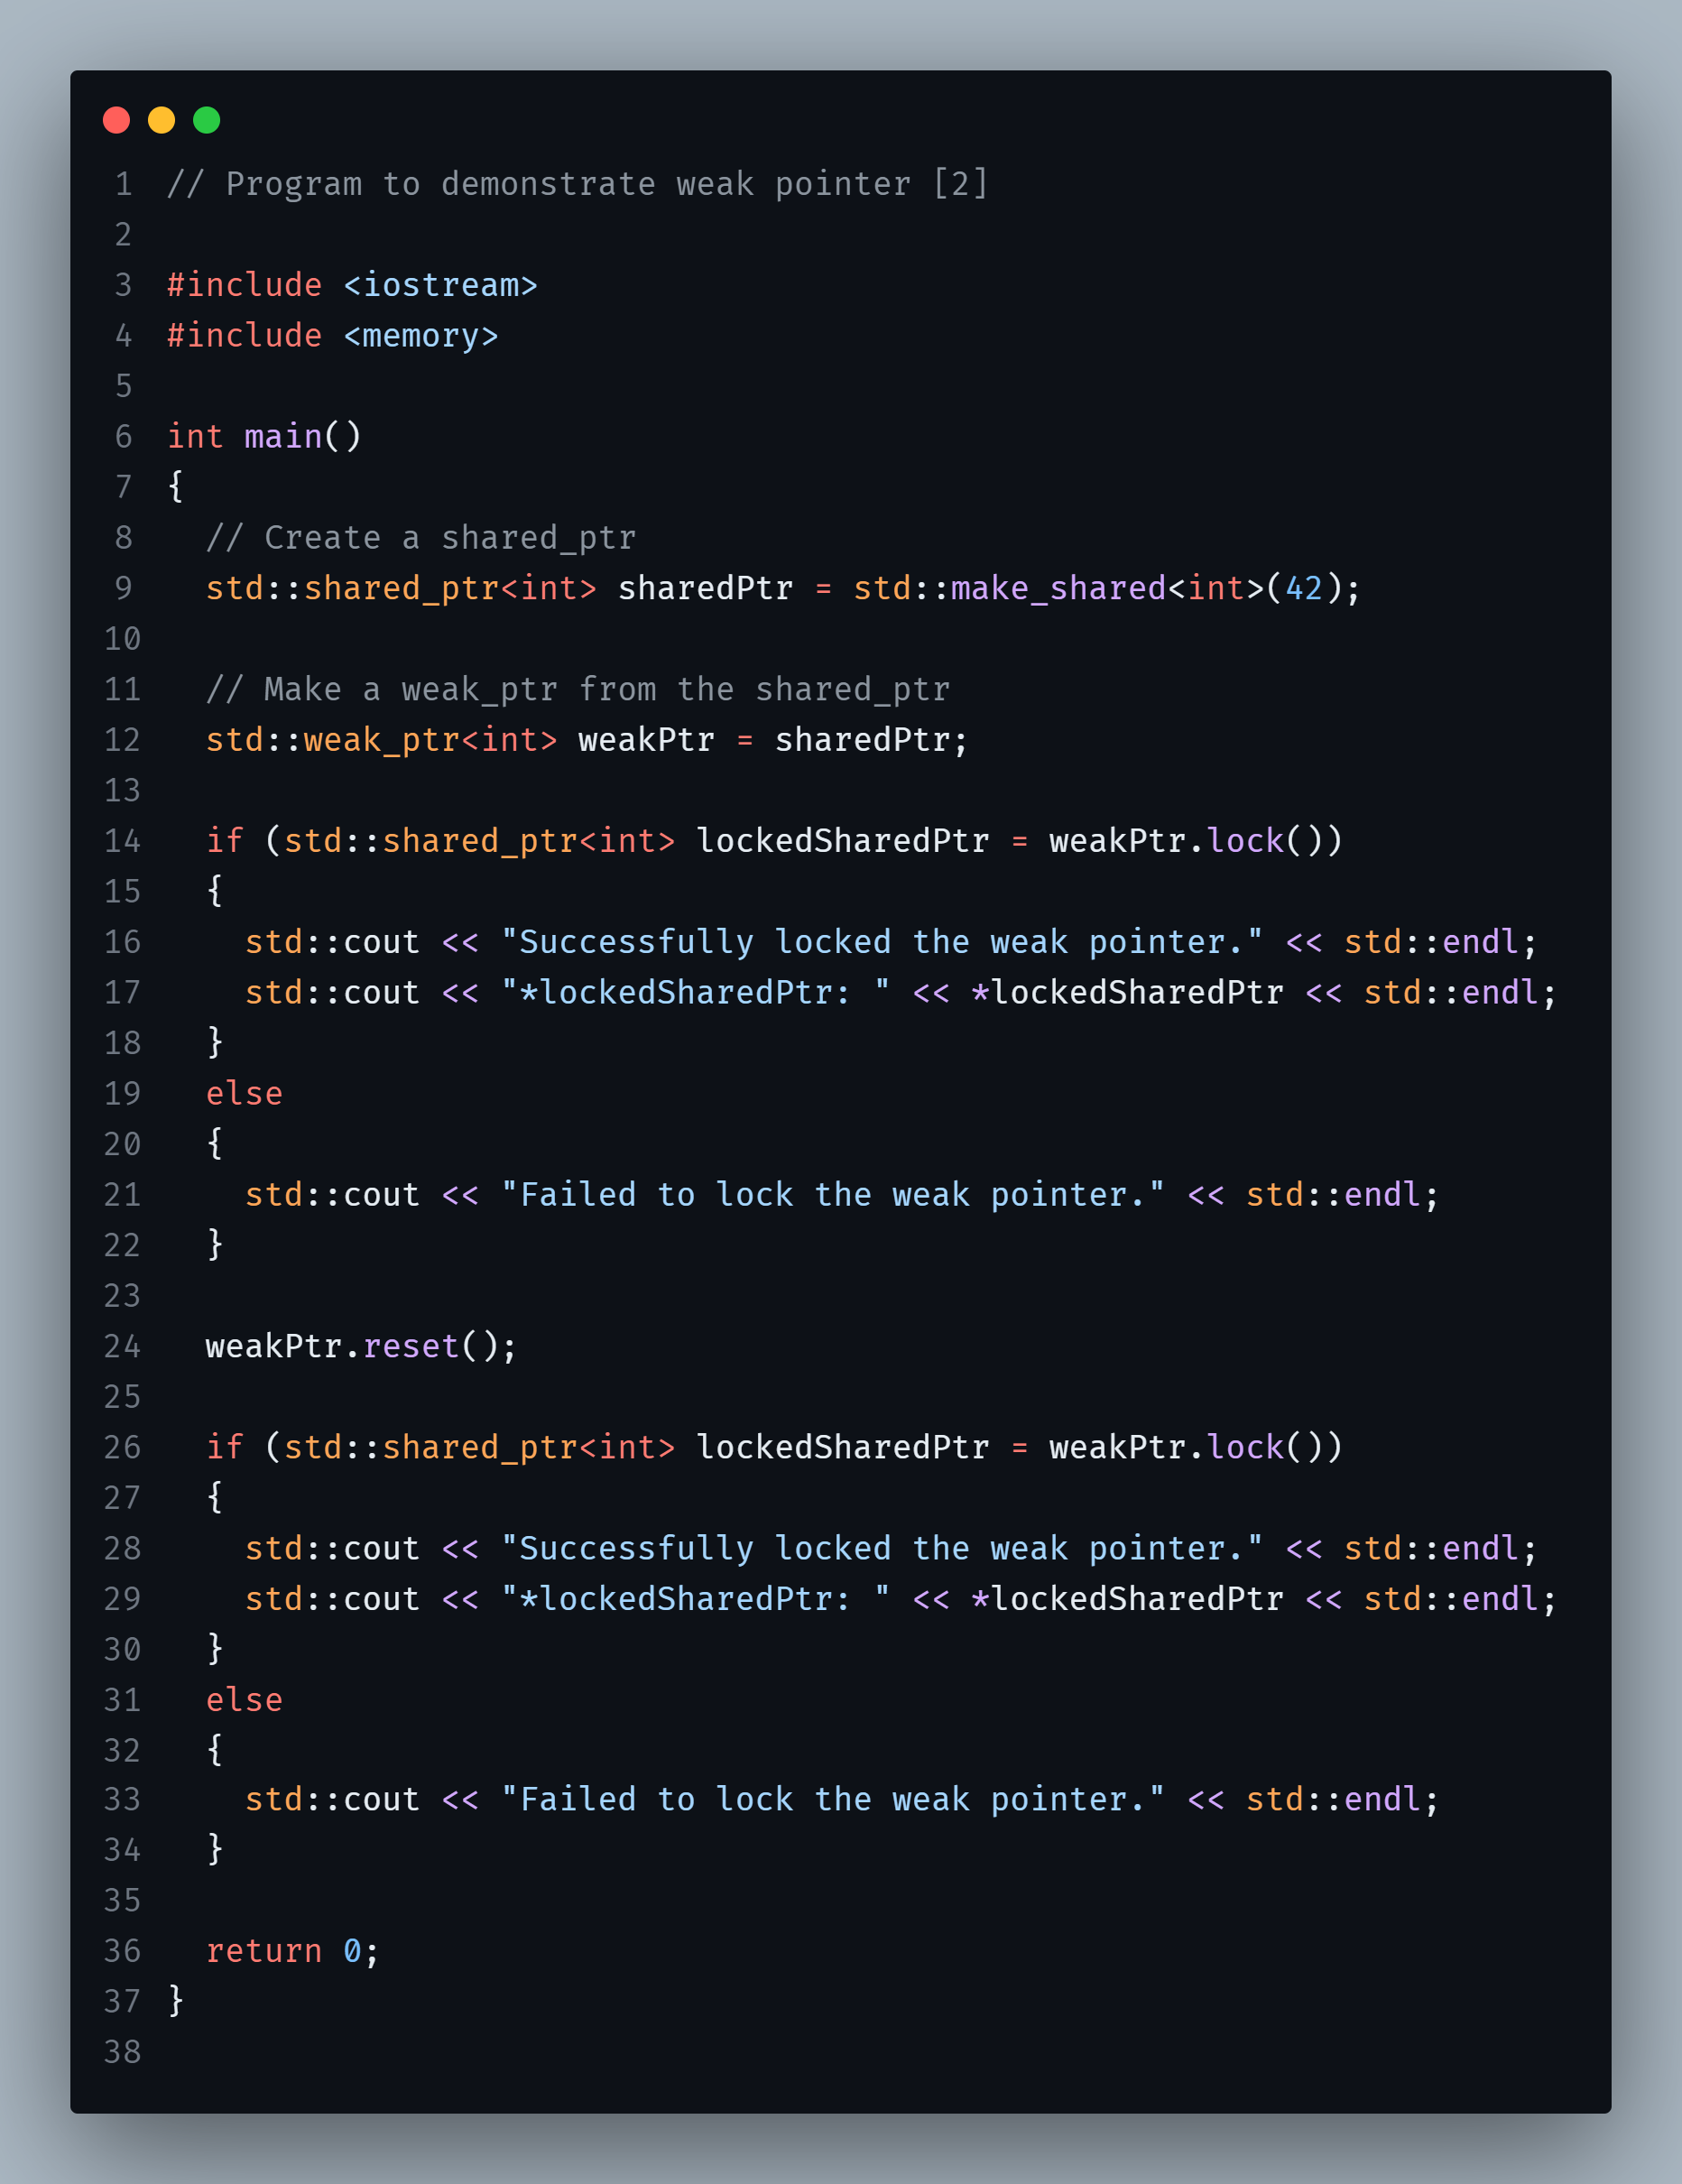 1 // Program to demonstrate weak pointer [2]
2
3 #include <iostream>
4 #include <memory>
5
6 int main()
7 {
8   // Create a shared_ptr
9   std::shared_ptr<int> sharedPtr = std::make_shared<int>(42);
10
11   // Make a weak_ptr from the shared_ptr
12   std::weak_ptr<int> weakPtr = sharedPtr;
13
14   if (std::shared_ptr<int> lockedSharedPtr = weakPtr.lock())
15   {
16     std::cout << "Successfully locked the weak pointer." << std::endl;
17     std::cout << "*lockedSharedPtr: " << *lockedSharedPtr << std::endl;
18   }
19   else
20   {
21     std::cout << "Failed to lock the weak pointer." << std::endl;
22   }
23
24   weakPtr.reset();
25
26   if (std::shared_ptr<int> lockedSharedPtr = weakPtr.lock())
27   {
28     std::cout << "Successfully locked the weak pointer." << std::endl;
29     std::cout << "*lockedSharedPtr: " << *lockedSharedPtr << std::endl;
30   }
31   else
32   {
33     std::cout << "Failed to lock the weak pointer." << std::endl;
34   }
35
36   return 0;
37 }
38